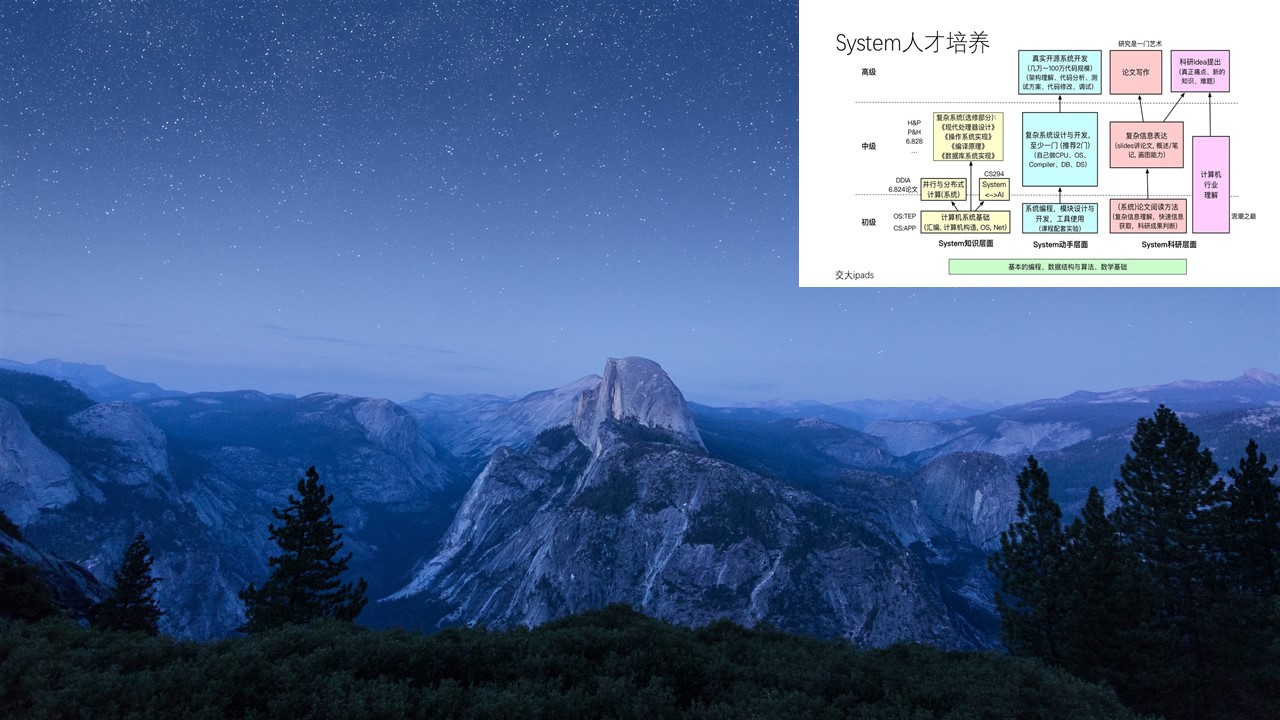 System人才培养
研究是一门艺术
高级
真实开源系统开发
(几万~100万代码规模)
(架构理解、代码分析、测
试方案、代码修改、调试)
论文写作
科研Idea提出
(真正痛点、新的
知识、难题)
中级
H&P
P&H
6.828
...
复杂系统(选修部分):
《现代处理器设计》
《操作系统实现》
《编译原理》
《数据库系统实现》
复杂系统设计与开发,
至少一门 (推荐2门)
(自己做CPU、OS、
Compiler、DB、DS)
复杂信息表达
(slides讲论文, 概述/笔
记, 画图能力)
计算机
行业
理解
DDIA
6.824论文
并行与分布式
计算(系统)
CS294
System
<->AI
初级
OS:TEP
CS:APP
计算机系统基础
(汇编, 计算机构造, OS, Net)
系统编程，模块设计与
开发，工具使用
(课程配套实验)
(系统)论文阅读方法
(复杂信息理解，快速信息
获取，科研成果判断)
浪潮之巅
System知识层面
System动手层面
System科研层面
基本的编程、数据结构与算法、数学基础
交大ipads